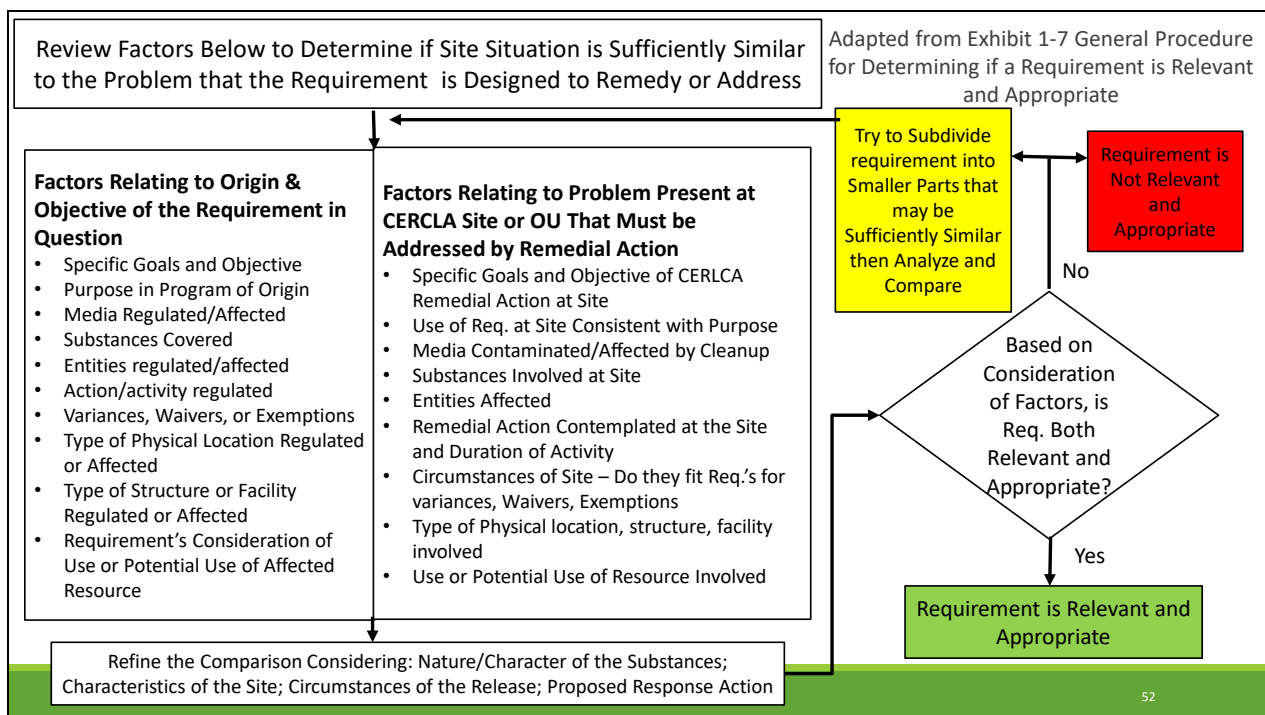 Review Factors Below to Determine if Site Situation is Sufficiently Similar
to the Problem that the Requirement is Designed to Remedy or Address
Adapted from Exhibit 1-7 General Procedure
for Determining if a Requirement is Relevant
and Appropriate
Factors Relating to Origin &
Objective of the Requirement in
Question
• Specific Goals and Objective
• Purpose in Program of Origin
• Media Regulated/Affected
• Substances Covered
• Entities regulated/affected
• Action/activity regulated
• Variances, Waivers, or Exemptions
• Type of Physical Location Regulated
or Affected
• Type of Structure or Facility
Regulated or Affected
• Requirement's Consideration of
Use or Potential Use of Affected
Resource
Factors Relating to Problem Present at
CERCLA Site or OU That Must be
Addressed by Remedial Action
• Specific Goals and Objective of CERLCA
Remedial Action at Site
• Use of Req. at Site Consistent with Purpose
• Media Contaminated/Affected by Cleanup
• Substances Involved at Site
• Entities Affected
• Remedial Action Contemplated at the Site
and Duration of Activity
• Circumstances of Site – Do they fit Req.'s for
variances, Waivers, Exemptions
• Type of Physical location, structure, facility
involved
• Use or Potential Use of Resource Involved
Try to Subdivide
requirement into
Smaller Parts that
may be
Sufficiently Similar
then Analyze and
Compare
Requirement is
Not Relevant
and
Appropriate
No
Based on
Consideration
of Factors, is
Req. Both
Relevant and
Appropriate?
Yes
Requirement is Relevant and
Appropriate
Refine the Comparison Considering: Nature/Character of the Substances;
Characteristics of the Site; Circumstances of the Release; Proposed Response Action
52